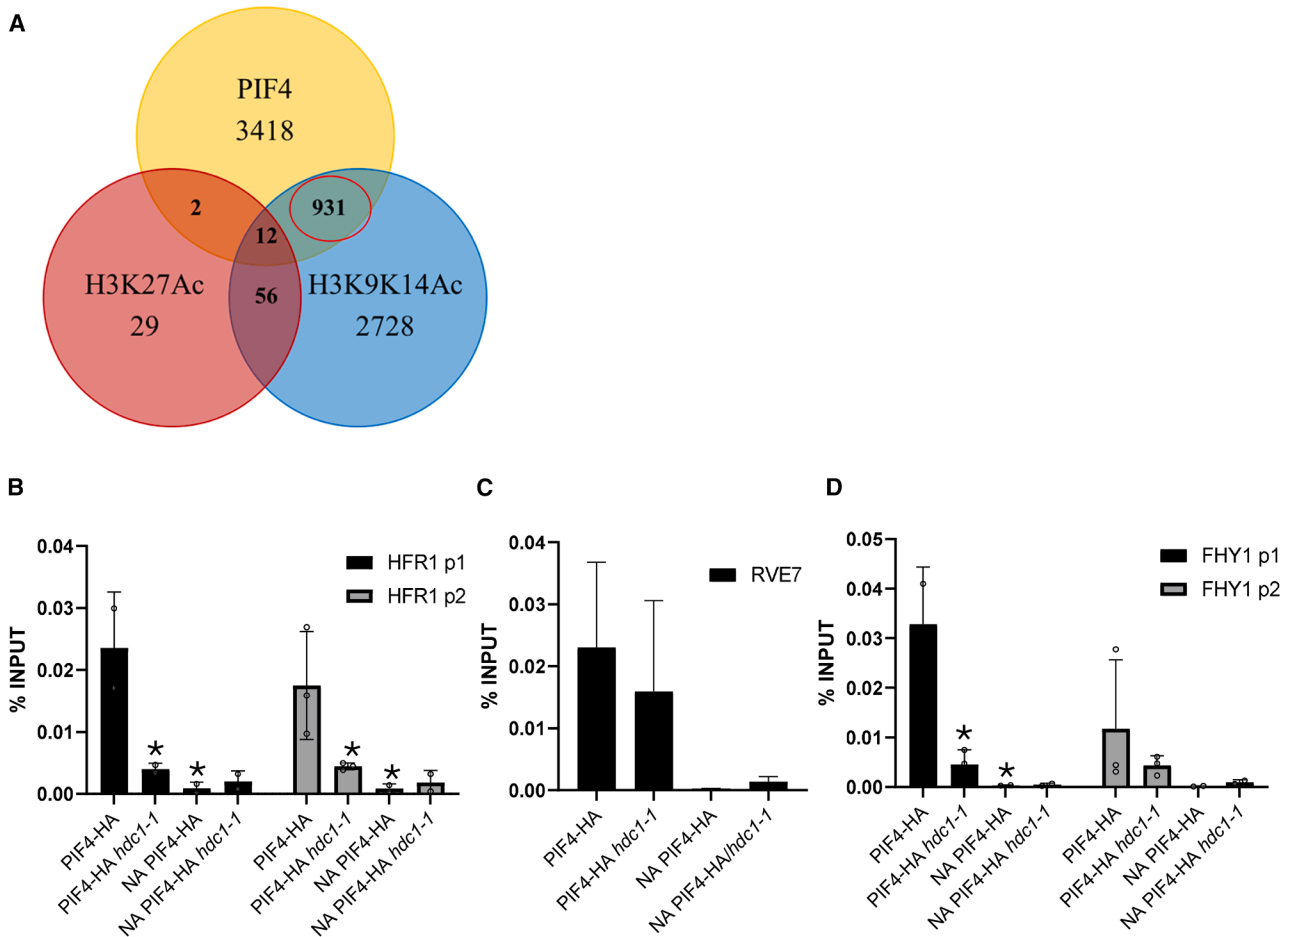 A
PIF4
3418
2
931
12
H3K27Ac
29
56
H3K9K14Ac
2728
B
% INPUT
0.04
0.03
0.02
0.01
0.00
HFR1 p1
HFR1 p2
*
*
*
*
PIF4-HA
PIF4-HA hdc1-1
NA PIF4-HA
NA PIF4-HA hdc1-1
PIF4-HA
PIF4-HA hdc1-1
NA PIF4-HA
NA PIF4-HA hdc1-1
C
% INPUT
0.04
0.03
0.02
0.01
0.00
RVE7
PIF4-HA
PIF4-HA hdc1-1
NA PIF4-HA
NA PIF4-HA/hdc1-1
D
% INPUT
0.05
0.04
0.03
0.02
0.01
0.00
FHY1 p1
FHY1 p2
*
*
PIF4-HA
PIF4-HA hdc1-1
NA PIF4-HA
NA PIF4-HA hdc1-1
PIF4-HA
PIF4-HA hdc1-1
NA PIF4-HA
NA PIF4-HA hdc1-1